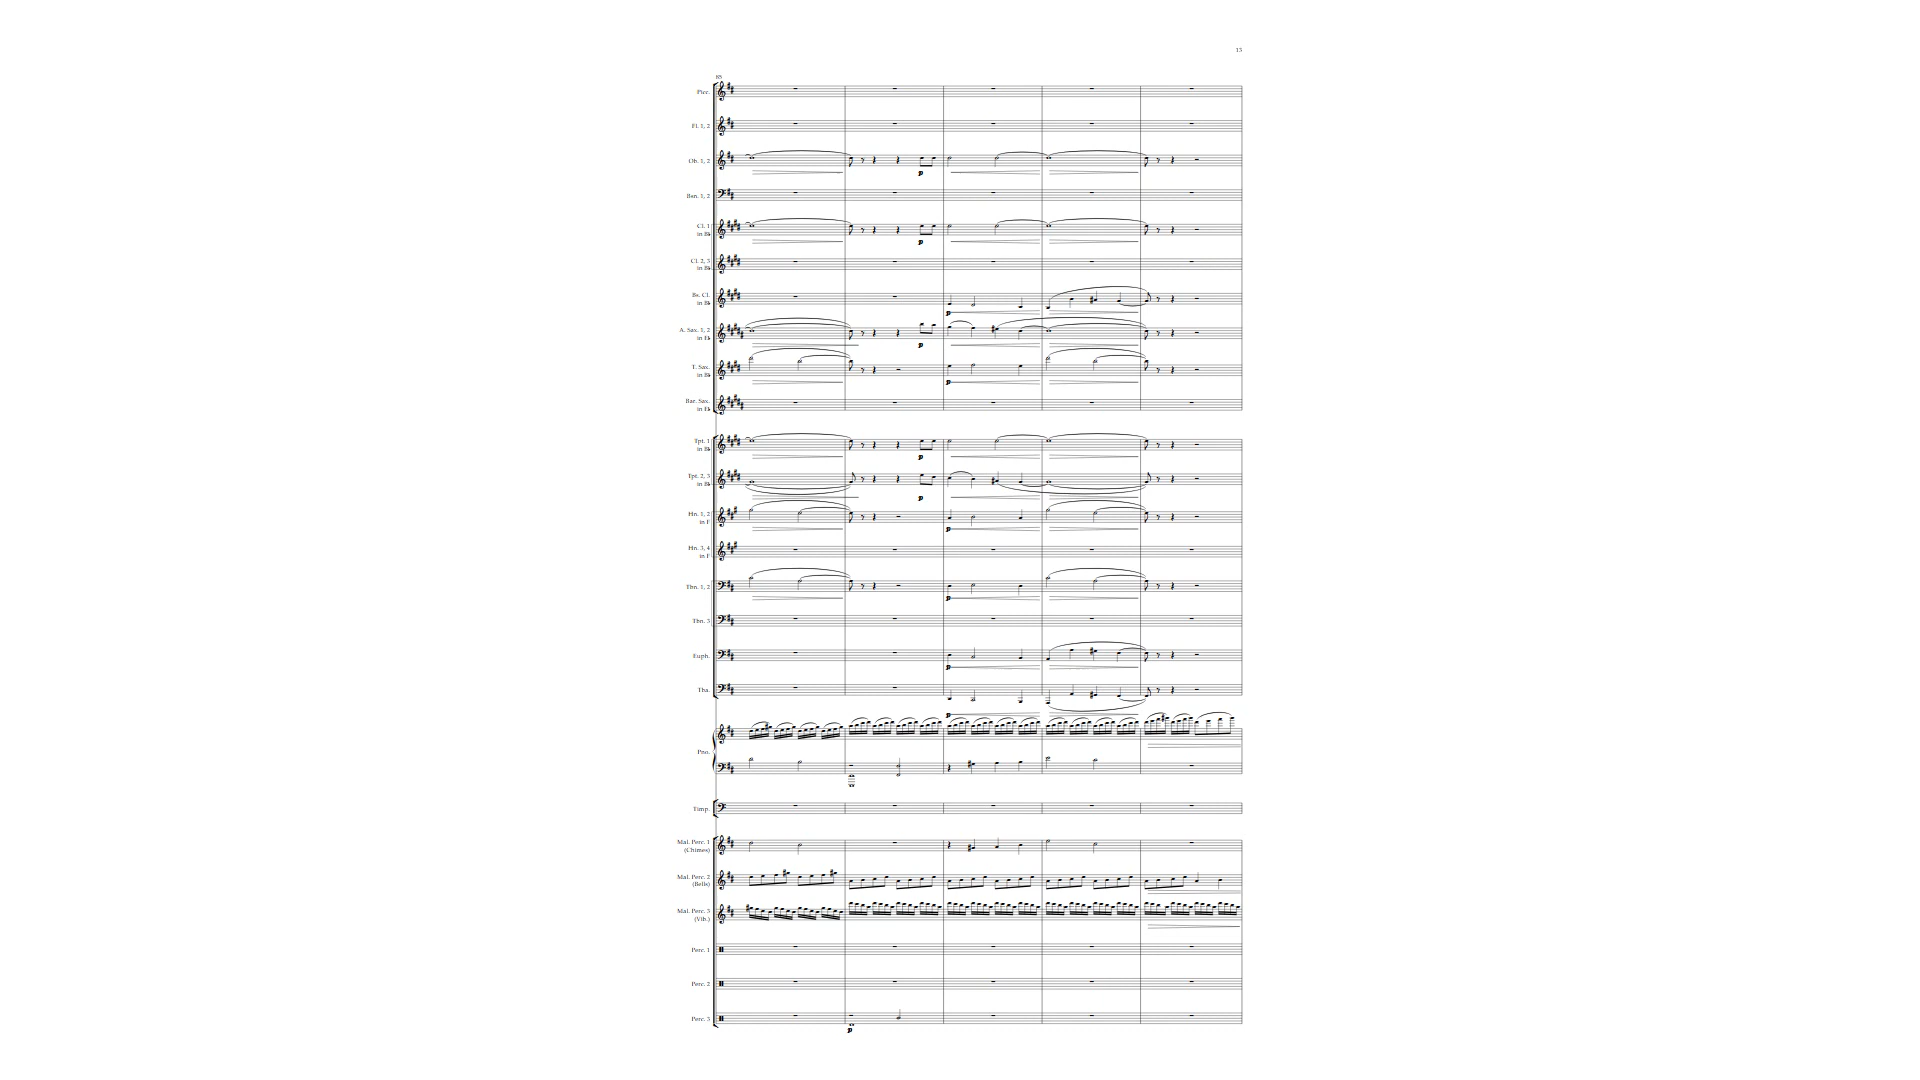 13
85
Picc.
Fl. 1, 2
Ob. 1, 2
p
Bsn. 1, 2
Cl. 1
in B♭
p
Cl. 2, 3
in B♭
Bs. Cl.
in B♭
p
A. Sax. 1, 2
in E♭
p
T. Sax.
in B♭
p
Bar. Sax.
in E♭
Tpt. 1
in B♭
p
Tpt. 2, 3
in B♭
p
Hn. 1, 2
in F
p
Hn. 3, 4
in F
Tbn. 1, 2
p
Tbn. 3
Euph.
p
Tba.
p
Pno.
Timp.
Mal. Perc. 1
(Chimes)
Mal. Perc. 2
(Bells)
Mal. Perc. 3
(Vib.)
Perc. 1
Perc. 2
Perc. 3
p